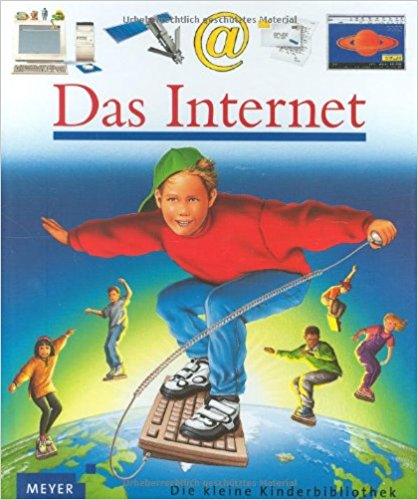 Urheberrechtlich geschütztes Material
@
Das Internet
MEYER
Urheberrechtlich geschütztes Material
Die kleine Kinderbibliothek